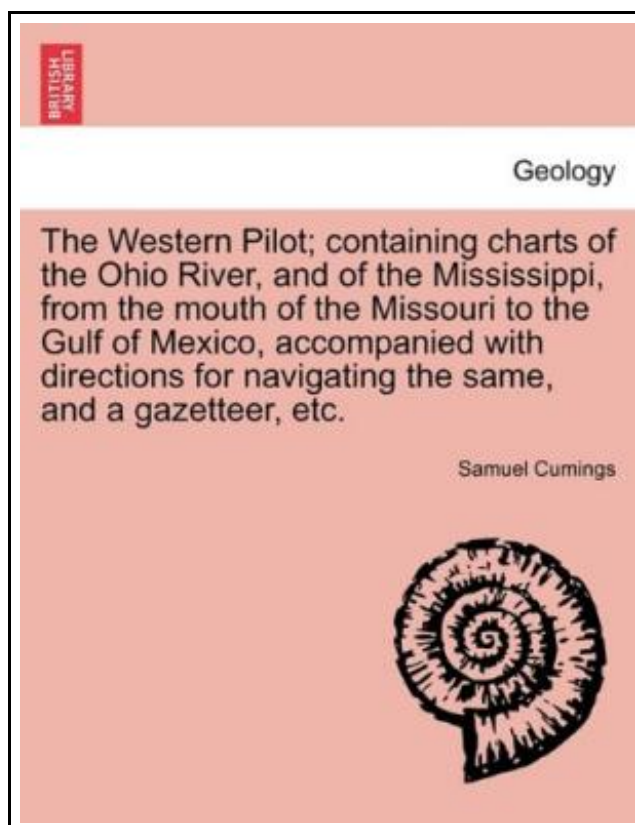 BRITISH
LIBRARY
Geology
The Western Pilot; containing charts of
the Ohio River, and of the Mississippi,
from the mouth of the Missouri to the
Gulf of Mexico, accompanied with
directions for navigating the same,
and a gazetteer, etc.
Samuel Cumings